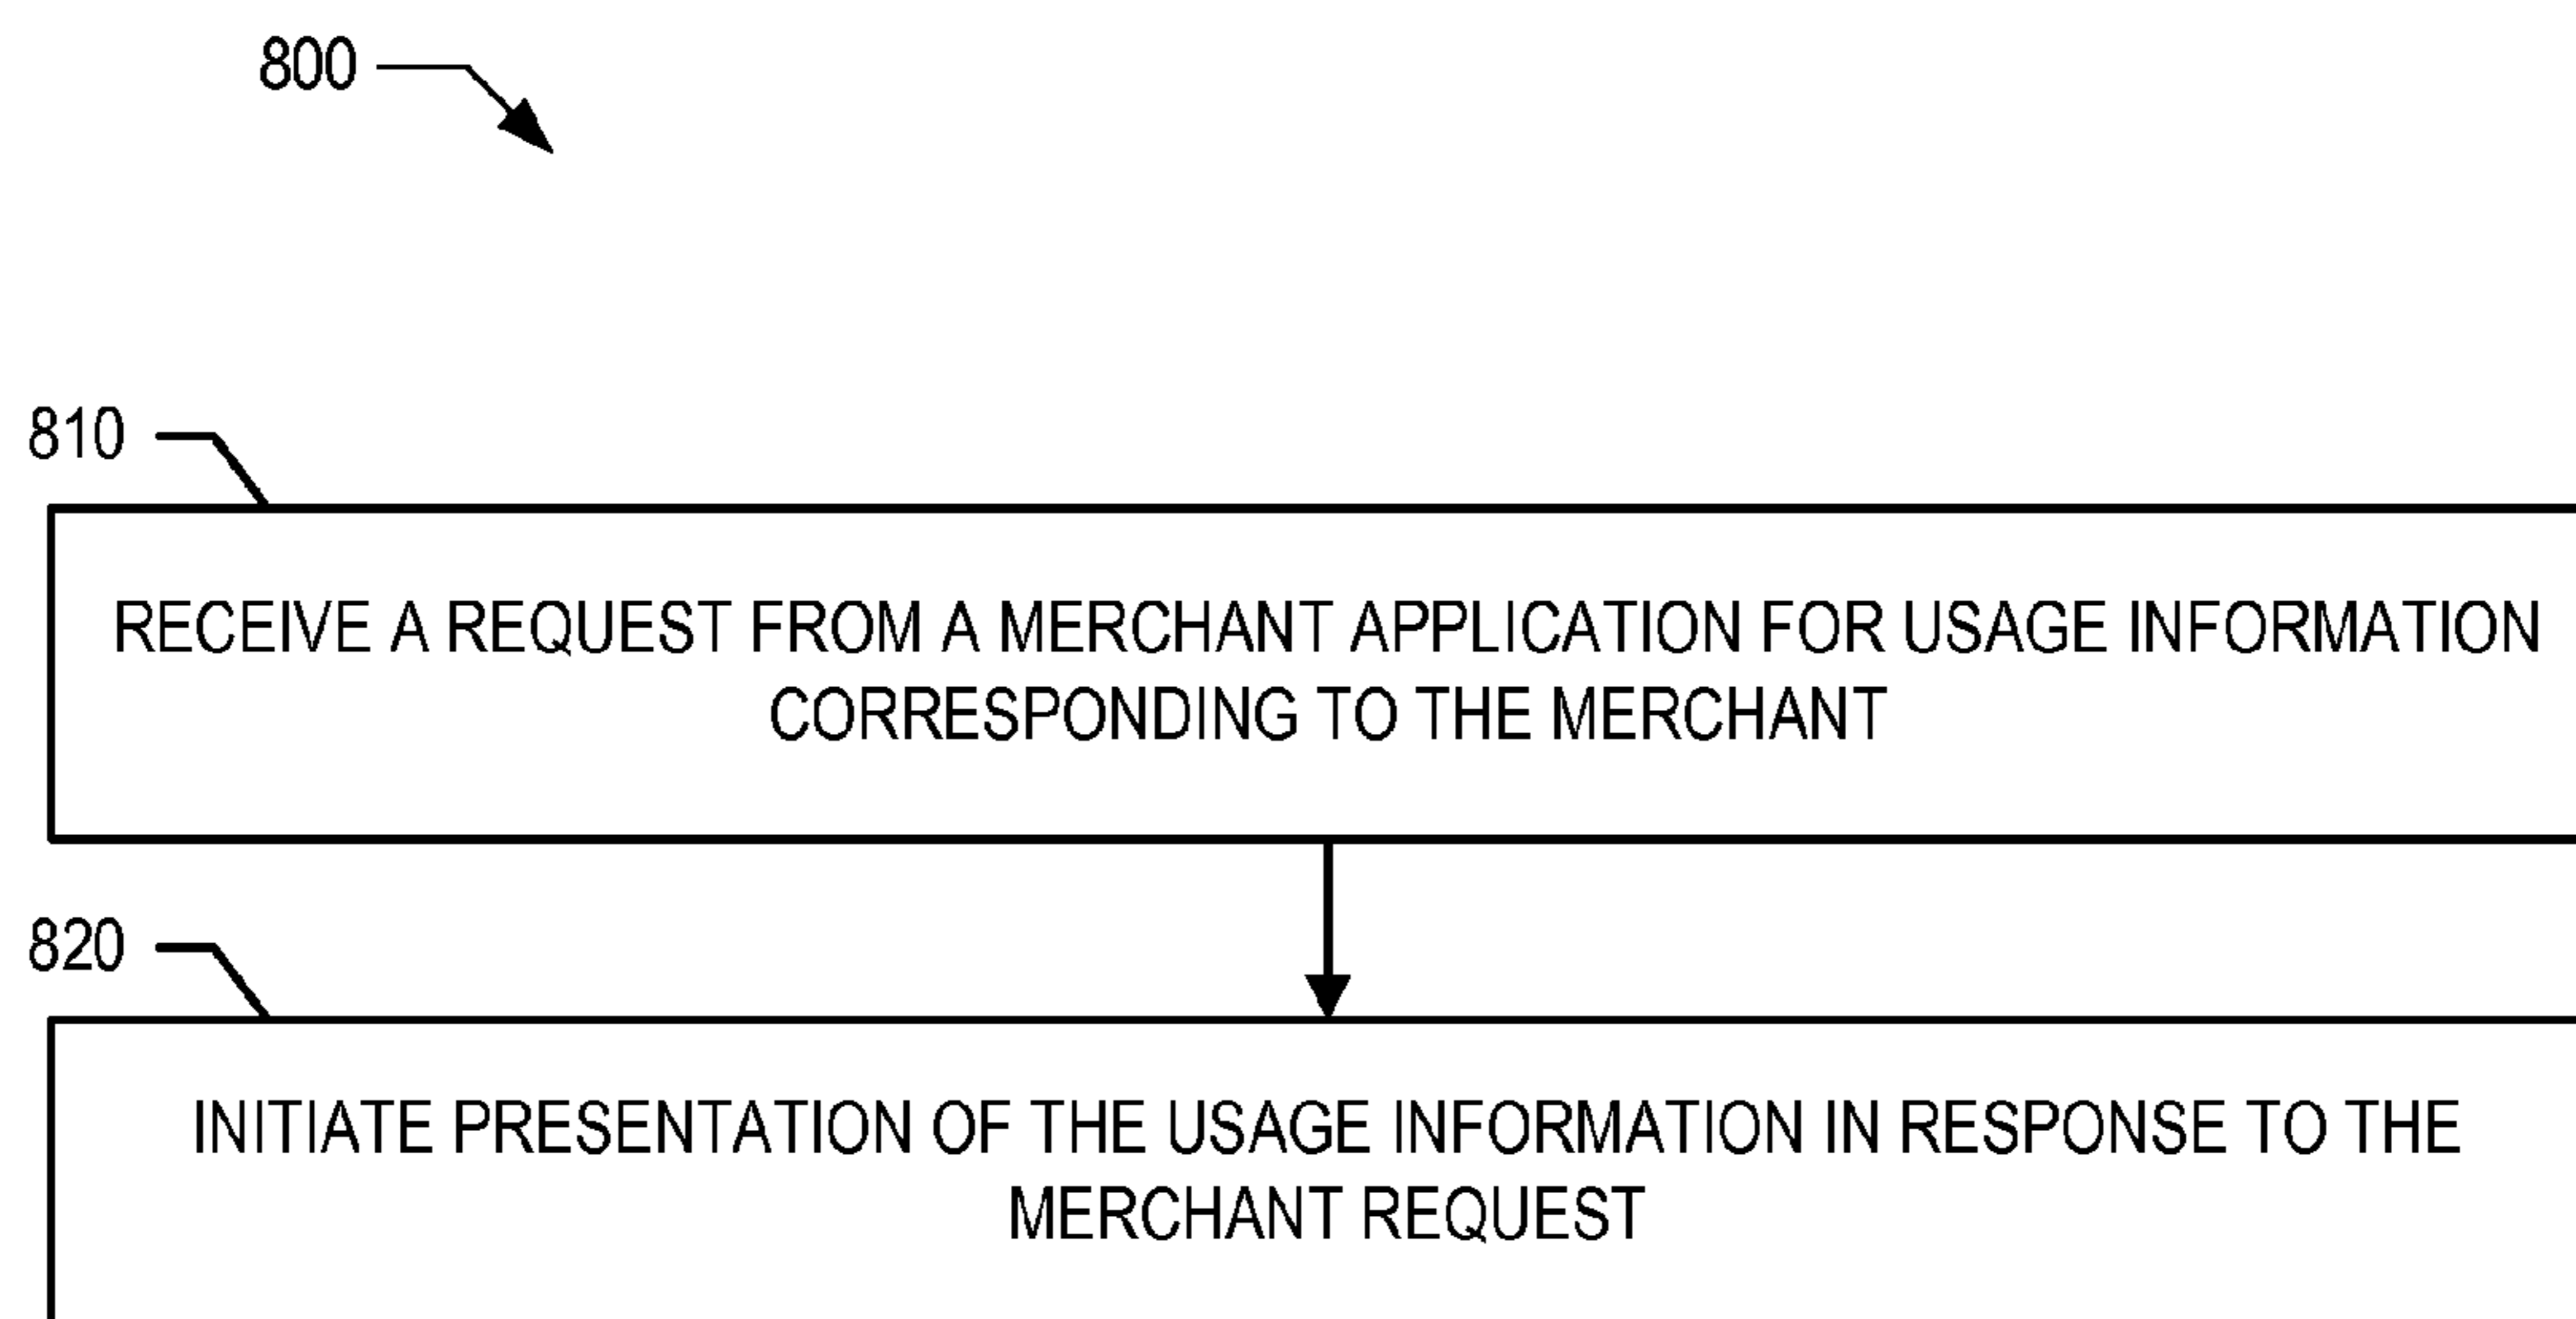 800
810
RECEIVE A REQUEST FROM A MERCHANT APPLICATION FOR USAGE INFORMATION
CORRESPONDING TO THE MERCHANT
820
INITIATE PRESENTATION OF THE USAGE INFORMATION IN RESPONSE TO THE
MERCHANT REQUEST